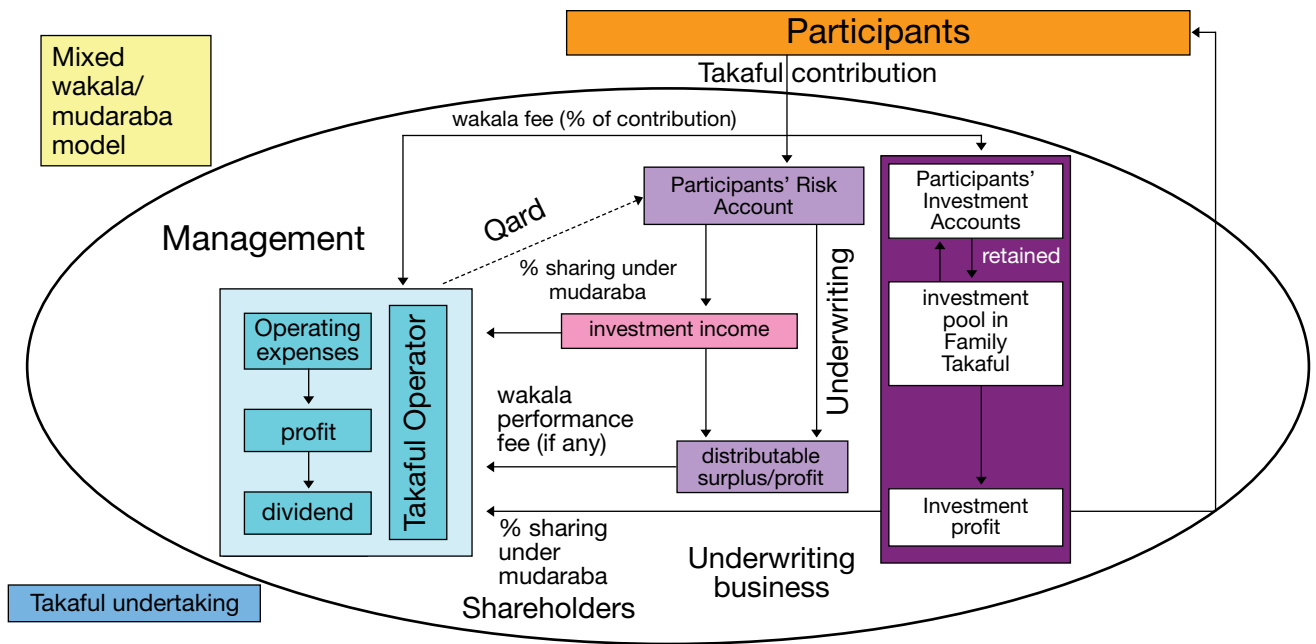 Participants
Mixed
wakala/
mudaraba
model
Takaful contribution
wakala fee (% of contribution)
Participants' Risk
Account
Participants'
Investment
Accounts
Management
Qard
retained
% sharing under
mudaraba
Underwriting
investment
pool in
Family
Takaful
Operating
expenses
Takaful Operator
investment income
profit
wakala
performance
fee (if any)
distributable
surplus/profit
dividend
Investment
profit
% sharing
under
mudaraba
Underwriting
business
Shareholders
Takaful undertaking